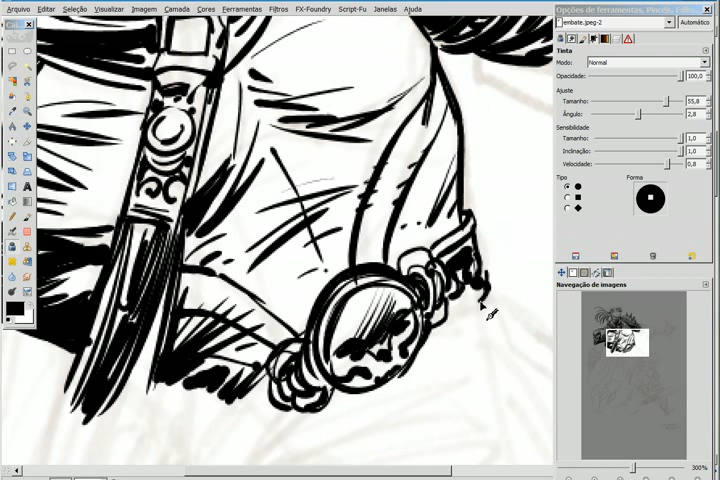 Arquivo Editar Seleção Visualizar Imagem Camada Cores Ferramentas Filtros FX-Foundry Script-Fu Janelas Ajuda
Opções de ferramentas, Pincéis,
embate.jpeg-2 Automático
Tinta
Modo: Normal
Opacidade: 100,0
Ajuste
Tamanho: 55,8
Ângulo: 2,8
Sensibilidade
Tamanho: 1,0
Inclinação: 1,0
Velocidade: 0,8
Tipo Forma
Navegação de imagens
300%